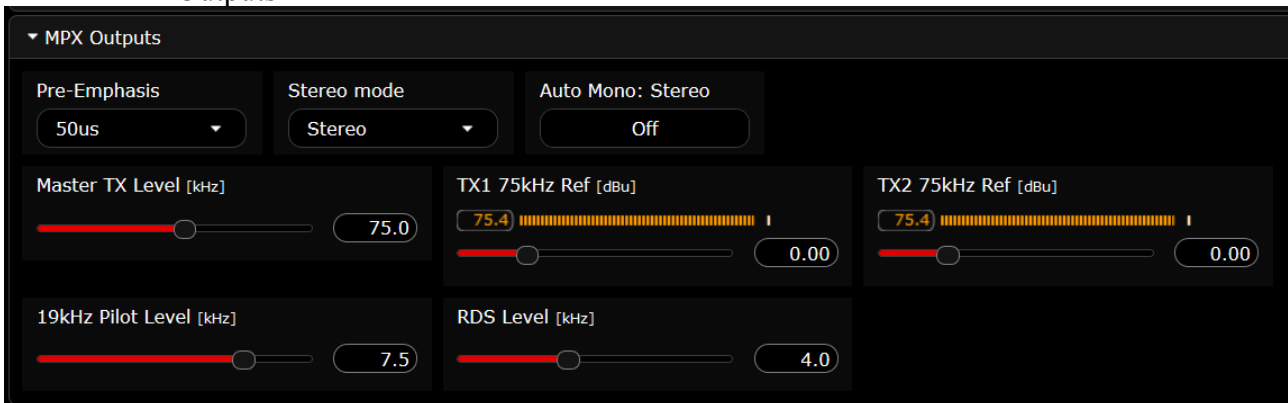 MPX Outputs
Pre-Emphasis Stereo mode Auto Mono: Stereo
50us Stereo Off
Master TX Level [kHz] TX1 75kHz Ref [dBu] TX2 75kHz Ref [dBu]
75.4 75.4
75.0 0.00 0.00
19kHz Pilot Level [kHz] RDS Level [kHz]
7.5 4.0